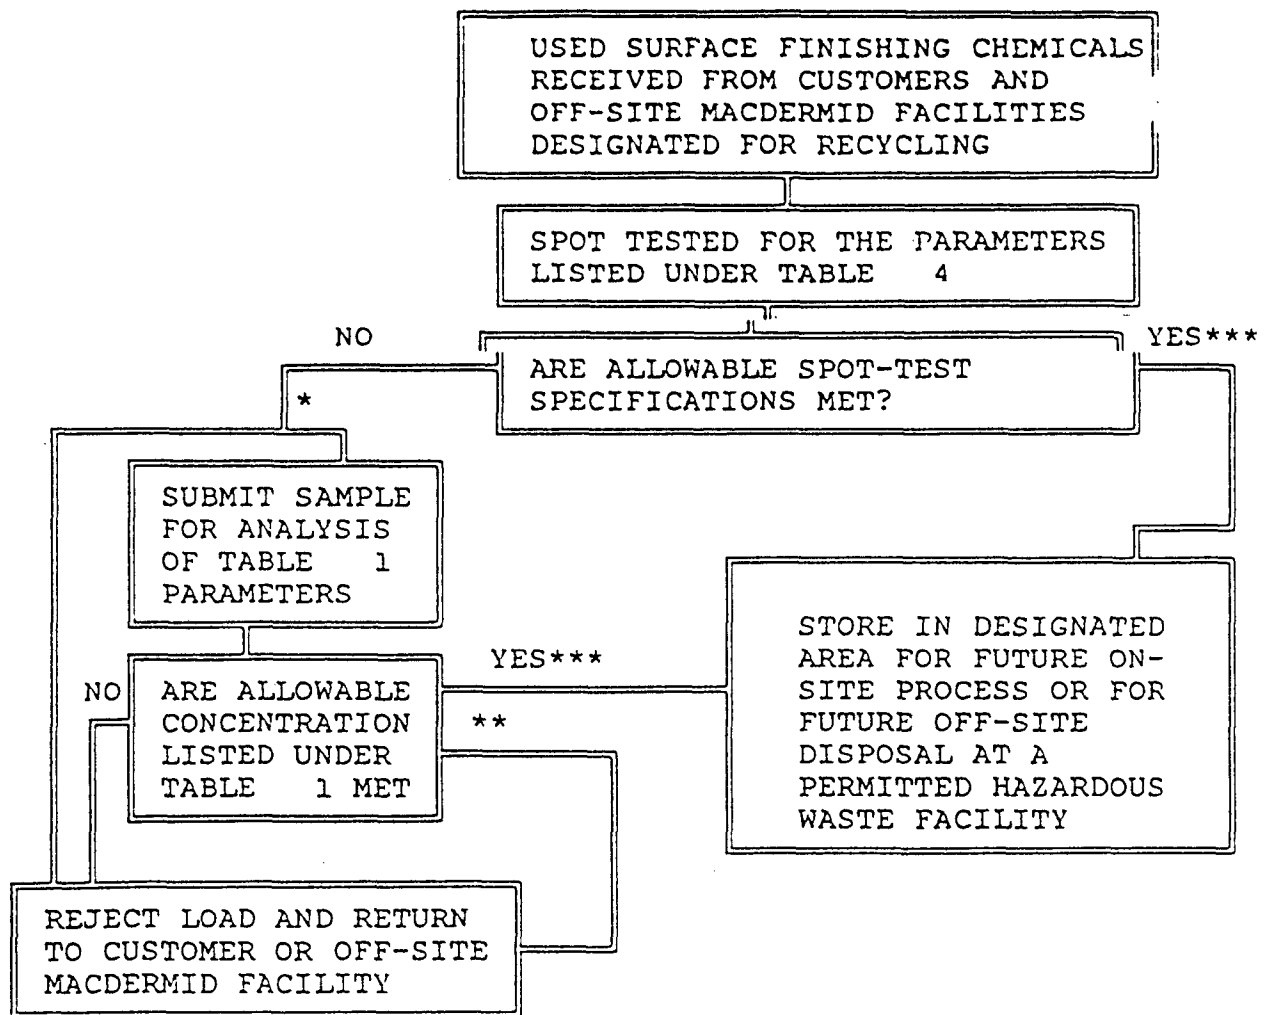 USED SURFACE FINISHING CHEMICALS
RECEIVED FROM CUSTOMERS AND
OFF-SITE MACDERMID FACILITIES
DESIGNATED FOR RECYCLING
SPOT TESTED FOR THE PARAMETERS
LISTED UNDER TABLE 4
NO
YES***
ARE ALLOWABLE SPOT-TEST
SPECIFICATIONS MET?
*
SUBMIT SAMPLE
FOR ANALYSIS
OF TABLE 1
PARAMETERS
YES***
NO
ARE ALLOWABLE
CONCENTRATION
LISTED UNDER
TABLE 1 MET
**
STORE IN DESIGNATED
AREA FOR FUTURE ON-
SITE PROCESS OR FOR
FUTURE OFF-SITE
DISPOSAL AT A
PERMITTED HAZARDOUS
WASTE FACILITY
REJECT LOAD AND RETURN
TO CUSTOMER OR OFF-SITE
MACDERMID FACILITY